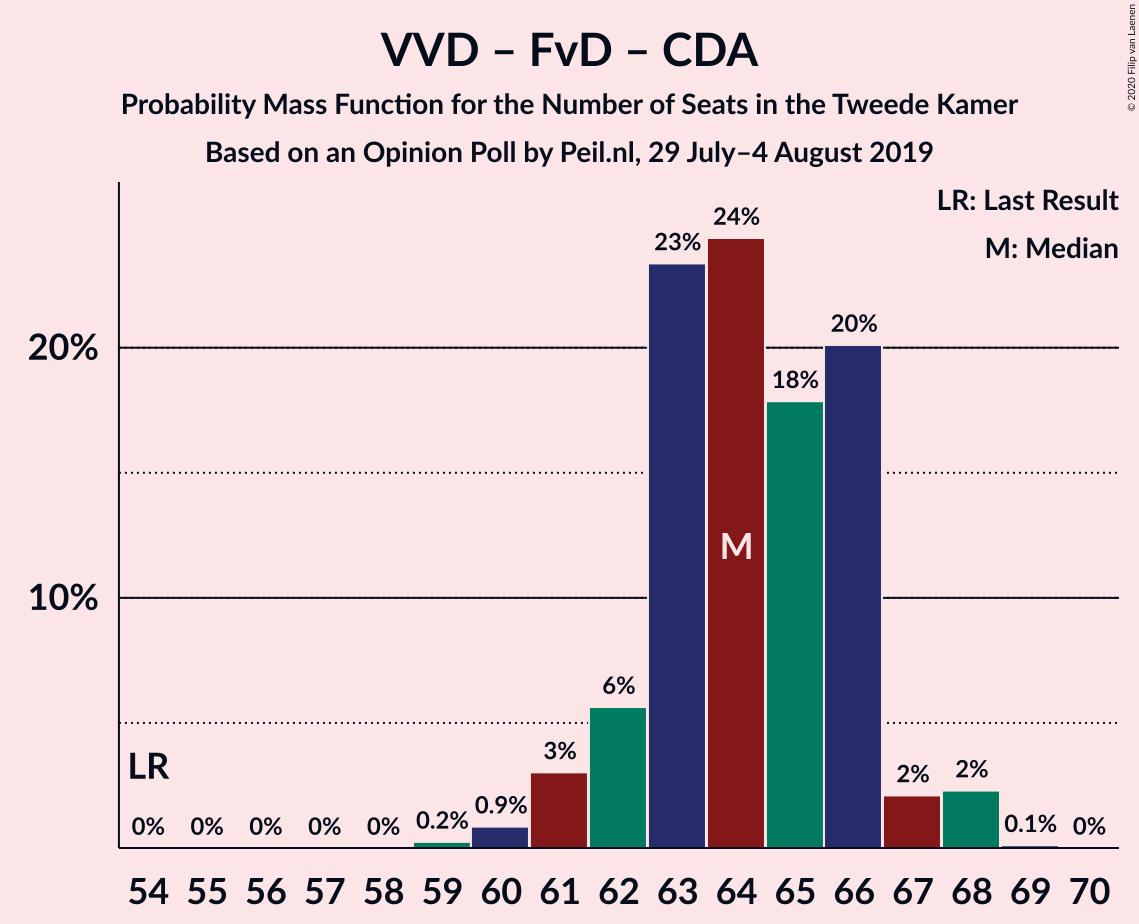 VVD – FvD – CDA
Probability Mass Function for the Number of Seats in the Tweede Kamer
Based on an Opinion Poll by Peil.nl, 29 July–4 August 2019
© 2020 Filip van Laenen
LR: Last Result
M: Median
20%
10%
LR
0% 0% 0% 0% 0% 0.2% 0.9% 3% 6% 23% 24% 18% 20% 2% 2% 0.1% 0%
M
54 55 56 57 58 59 60 61 62 63 64 65 66 67 68 69 70